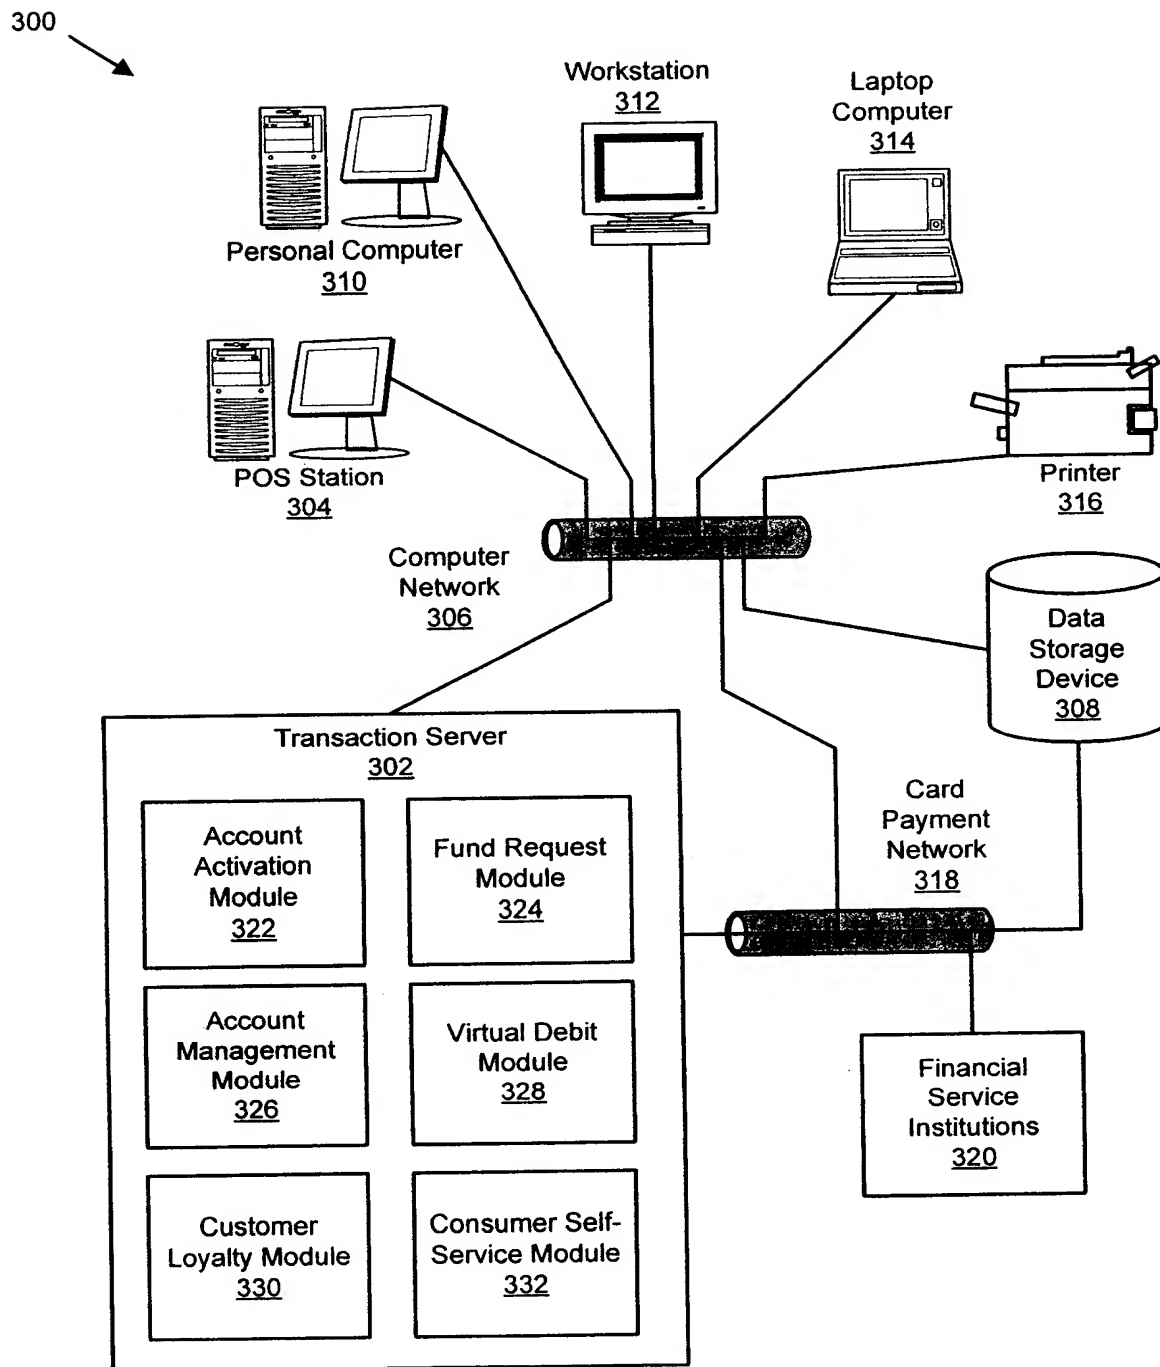 300
Workstation
312
Laptop
Computer
314
Personal Computer
310
POS Station
304
Printer
316
Computer
Network
306
Data
Storage
Device
308
Transaction Server
302
Card
Payment
Network
318
Account
Activation
Module
322
Fund Request
Module
324
Account
Management
Module
326
Virtual Debit
Module
328
Financial
Service
Institutions
320
Customer
Loyalty Module
330
Consumer Self-
Service Module
332